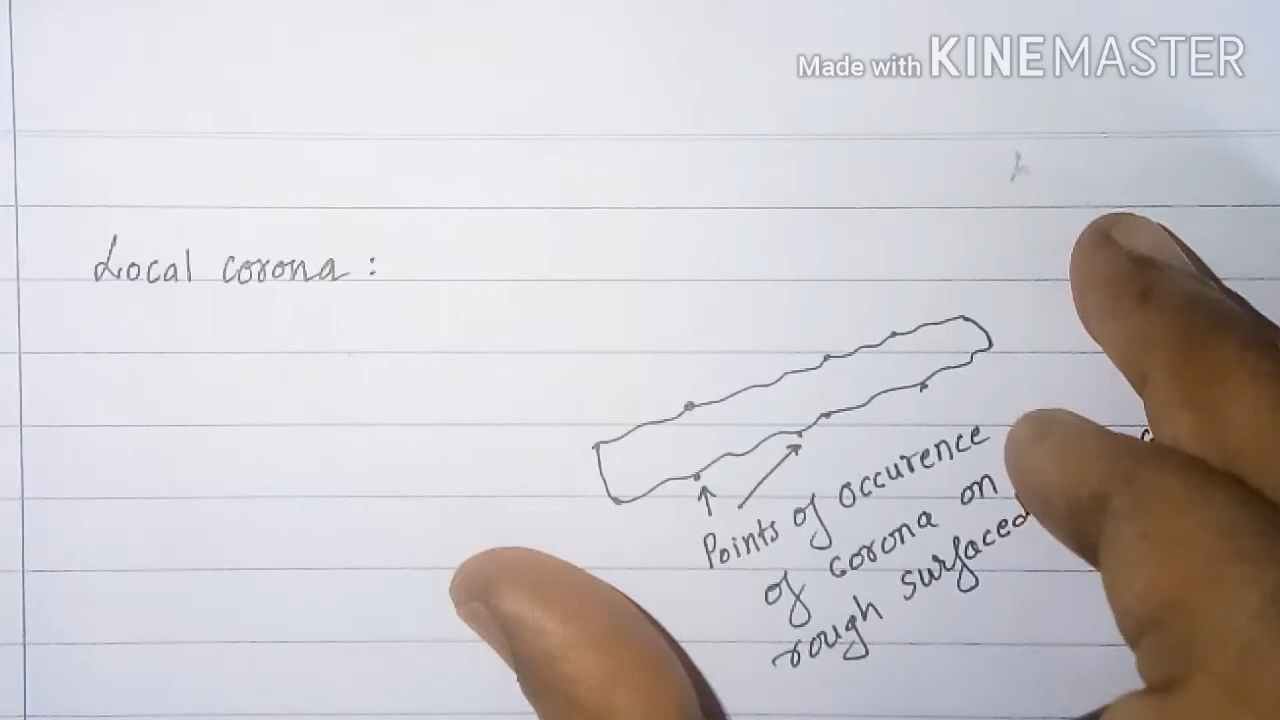 Made with KINEMASTER
Local corona :
Points of occurence
of corona on
rough surfaced